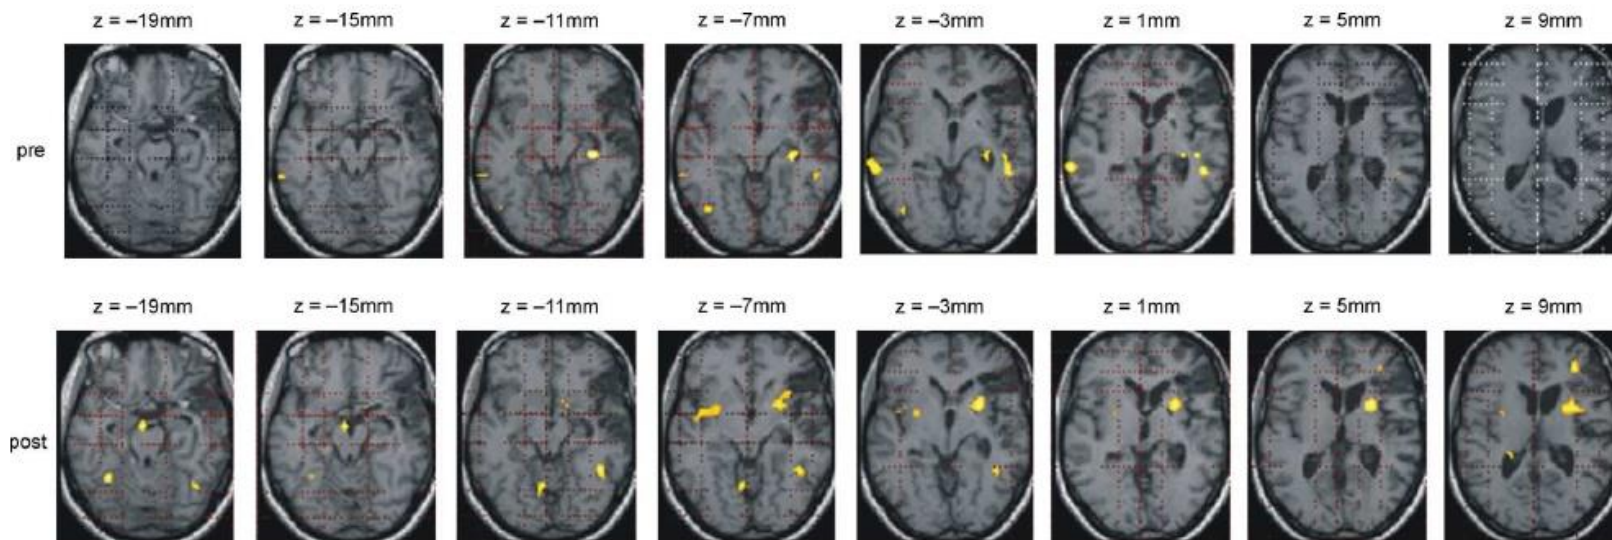 z = –19mm z = –15mm z = –11mm z = –7mm z = –3mm z = 1mm z = 5mm z = 9mm
pre
z = –19mm z = –15mm z = –11mm z = –7mm z = –3mm z = 1mm z = 5mm z = 9mm
post